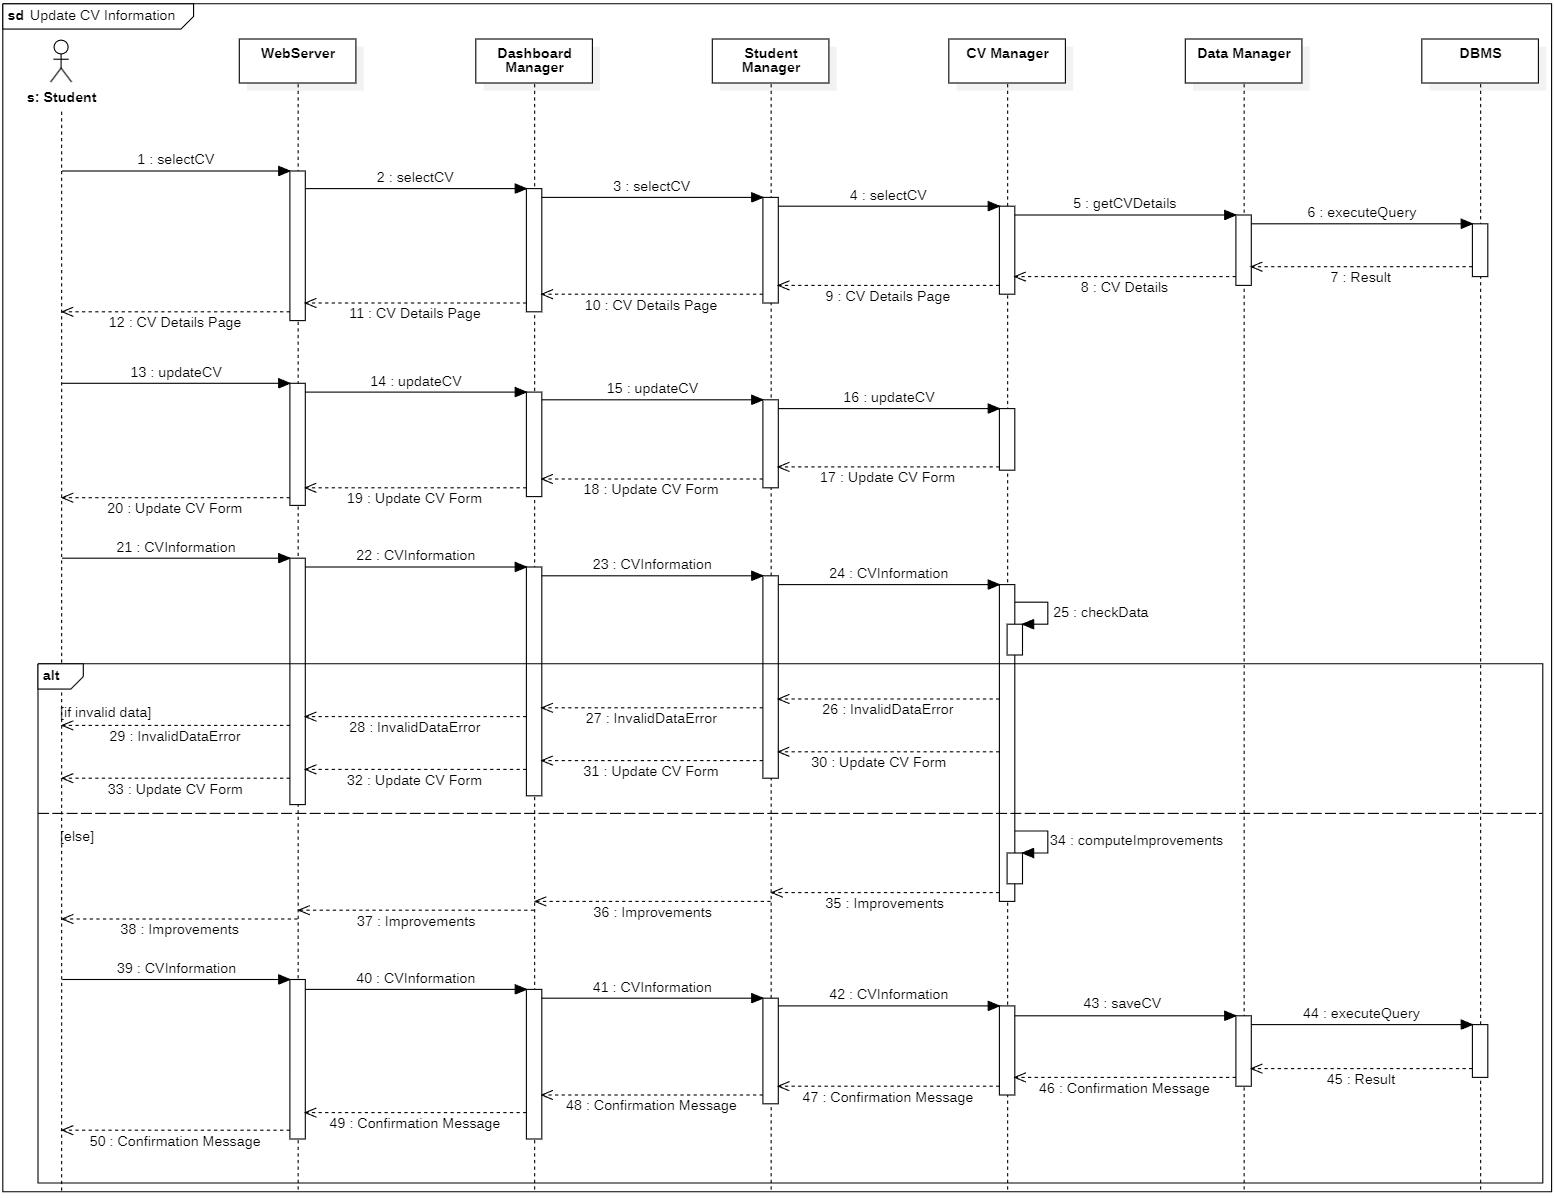 sd Update CV Information
s: Student
WebServer
Dashboard
Manager
Student
Manager
CV Manager
Data Manager
DBMS
1 : selectCV
2 : selectCV
3 : selectCV
4 : selectCV
5 : getCVDetails
6 : executeQuery
7 : Result
8 : CV Details
9 : CV Details Page
10 : CV Details Page
11 : CV Details Page
12 : CV Details Page
13 : updateCV
14 : updateCV
15 : updateCV
16 : updateCV
17 : Update CV Form
18 : Update CV Form
19 : Update CV Form
20 : Update CV Form
21 : CVInformation
22 : CVInformation
23 : CVInformation
24 : CVInformation
25 : checkData
alt
[if invalid data]
26 : InvalidDataError
27 : InvalidDataError
28 : InvalidDataError
29 : InvalidDataError
30 : Update CV Form
31 : Update CV Form
32 : Update CV Form
33 : Update CV Form
[else]
34 : computeImprovements
35 : Improvements
36 : Improvements
37 : Improvements
38 : Improvements
39 : CVInformation
40 : CVInformation
41 : CVInformation
42 : CVInformation
43 : saveCV
44 : executeQuery
45 : Result
46 : Confirmation Message
47 : Confirmation Message
48 : Confirmation Message
49 : Confirmation Message
50 : Confirmation Message